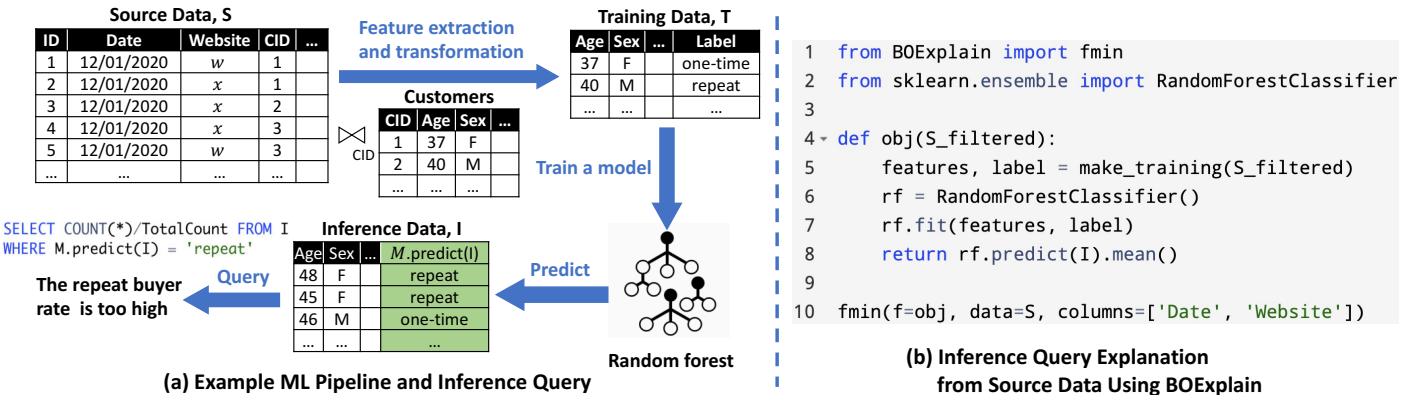 Source Data, S
ID Date Website CID ...
1 12/01/2020 w 1
2 12/01/2020 x 1
3 12/01/2020 x 2
4 12/01/2020 x 3
5 12/01/2020 w 3
... ... ... ...
Feature extraction
and transformation
⋈
CID
Customers
CID Age Sex ...
1 37 F
2 40 M
... ... ...
Training Data, T
Age Sex ... Label
37 F one-time
40 M repeat
... ... ...
Train a model
Random forest
Predict
Inference Data, I
Age Sex ... M.predict(I)
48 F repeat
45 F repeat
46 M one-time
... ... ...
Query
SELECT COUNT(*)/TotalCount FROM I
WHERE M.predict(I) = 'repeat'
The repeat buyer
rate is too high
(a) Example ML Pipeline and Inference Query
1 from BOExplain import fmin
2 from sklearn.ensemble import RandomForestClassifier
3
4 def obj(S_filtered):
5 features, label = make_training(S_filtered)
6 rf = RandomForestClassifier()
7 rf.fit(features, label)
8 return rf.predict(I).mean()
9
10 fmin(f=obj, data=S, columns=['Date', 'Website'])
(b) Inference Query Explanation
from Source Data Using BOExplain